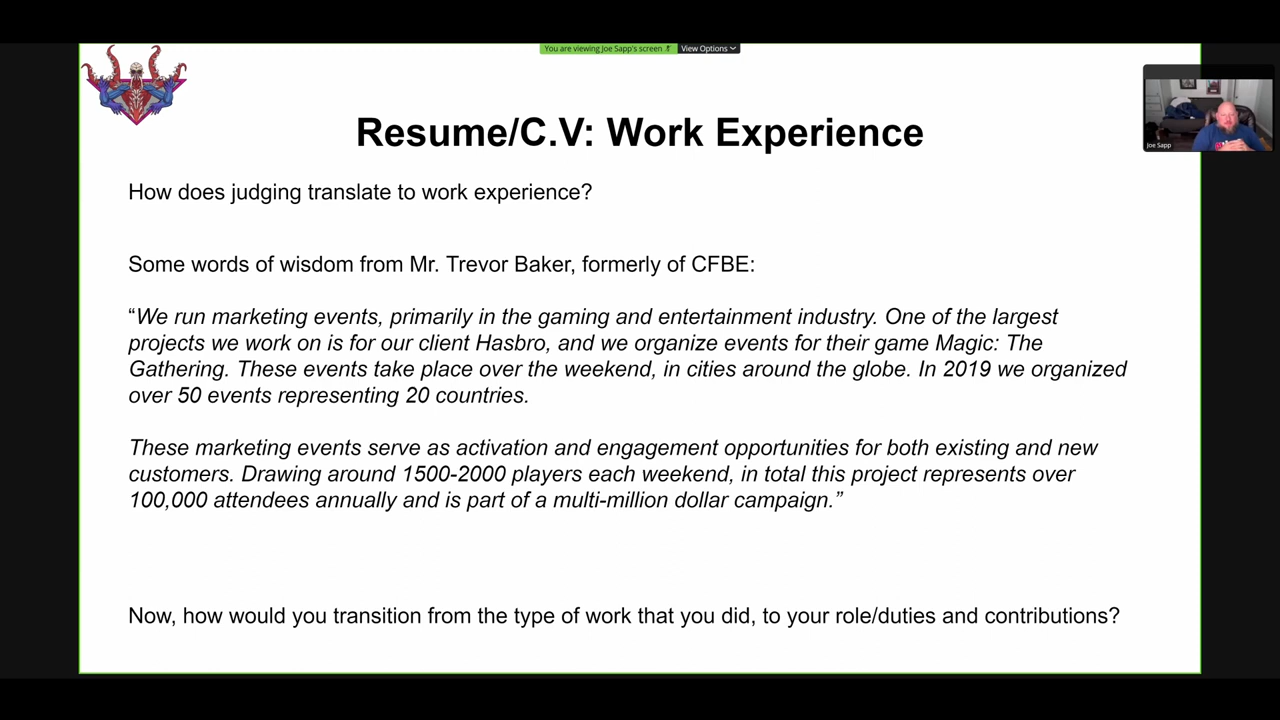 You are viewing Joe Sapp's screen
View Options
Resume/C.V: Work Experience
Joe Sapp
How does judging translate to work experience?
Some words of wisdom from Mr. Trevor Baker, formerly of CFBE:
“We run marketing events, primarily in the gaming and entertainment industry. One of the largest
projects we work on is for our client Hasbro, and we organize events for their game Magic: The
Gathering. These events take place over the weekend, in cities around the globe. In 2019 we organized
over 50 events representing 20 countries.
These marketing events serve as activation and engagement opportunities for both existing and new
customers. Drawing around 1500-2000 players each weekend, in total this project represents over
100,000 attendees annually and is part of a multi-million dollar campaign.”
Now, how would you transition from the type of work that you did, to your role/duties and contributions?